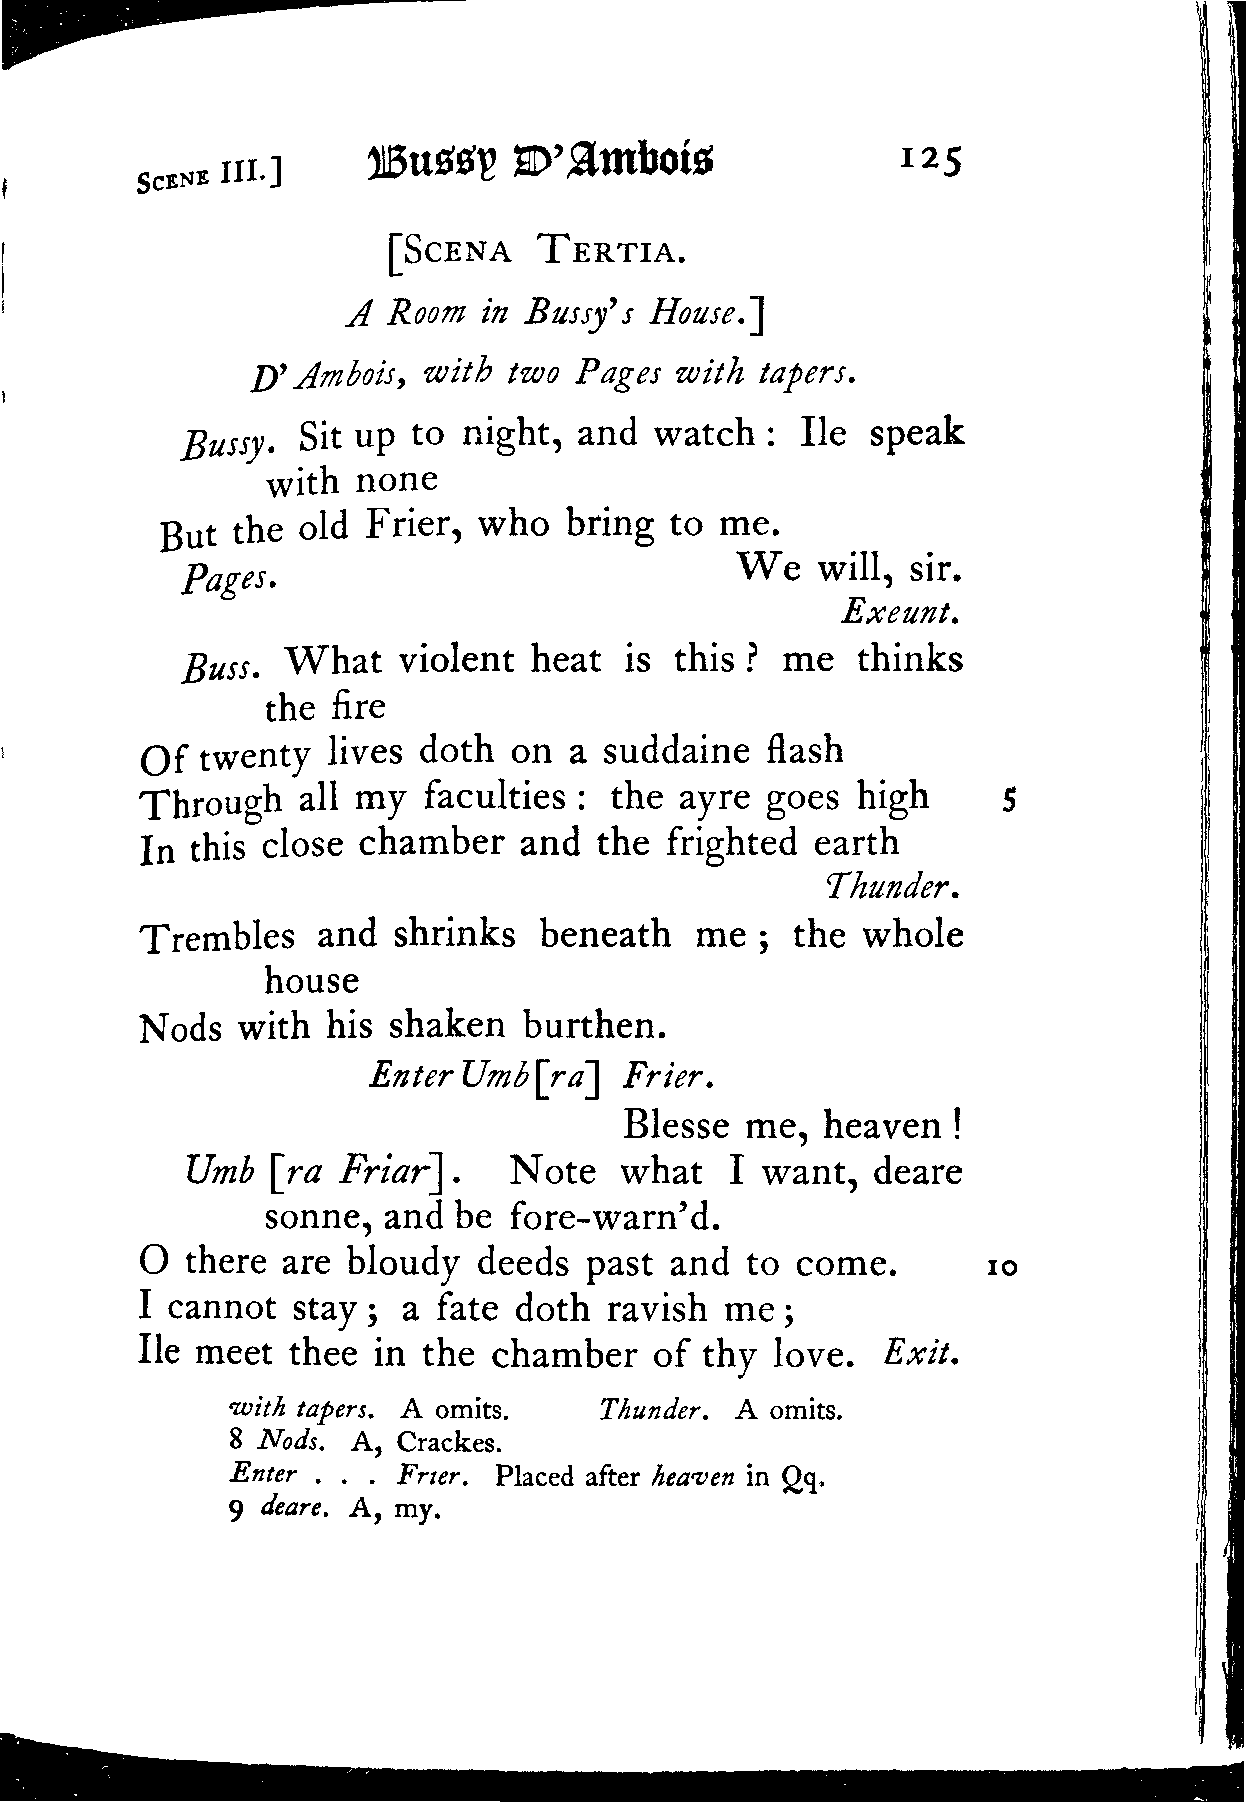 SCENE III.] Bussy D'Ambois 125
[SCENA TERTIA.
A Room in Bussy's House.]
D'Ambois, with two Pages with tapers.
Bussy. Sit up to night, and watch : Ile speak
with none
But the old Frier, who bring to me.
Pages. We will, sir.
Exeunt.
Buss. What violent heat is this ? me thinks
the fire
Of twenty lives doth on a suddaine flash
Through all my faculties : the ayre goes high 5
In this close chamber and the frighted earth
Thunder.
Trembles and shrinks beneath me ; the whole
house
Nods with his shaken burthen.
Enter Umb[ra] Frier.
Blesse me, heaven !
Umb [ra Friar]. Note what I want, deare
sonne, and be fore-warn'd.
O there are bloudy deeds past and to come. 10
I cannot stay ; a fate doth ravish me ;
Ile meet thee in the chamber of thy love. Exit.
with tapers. A omits. Thunder. A omits.
8 Nods. A, Crackes.
Enter . . . Frier. Placed after heaven in Qq.
9 deare. A, my.